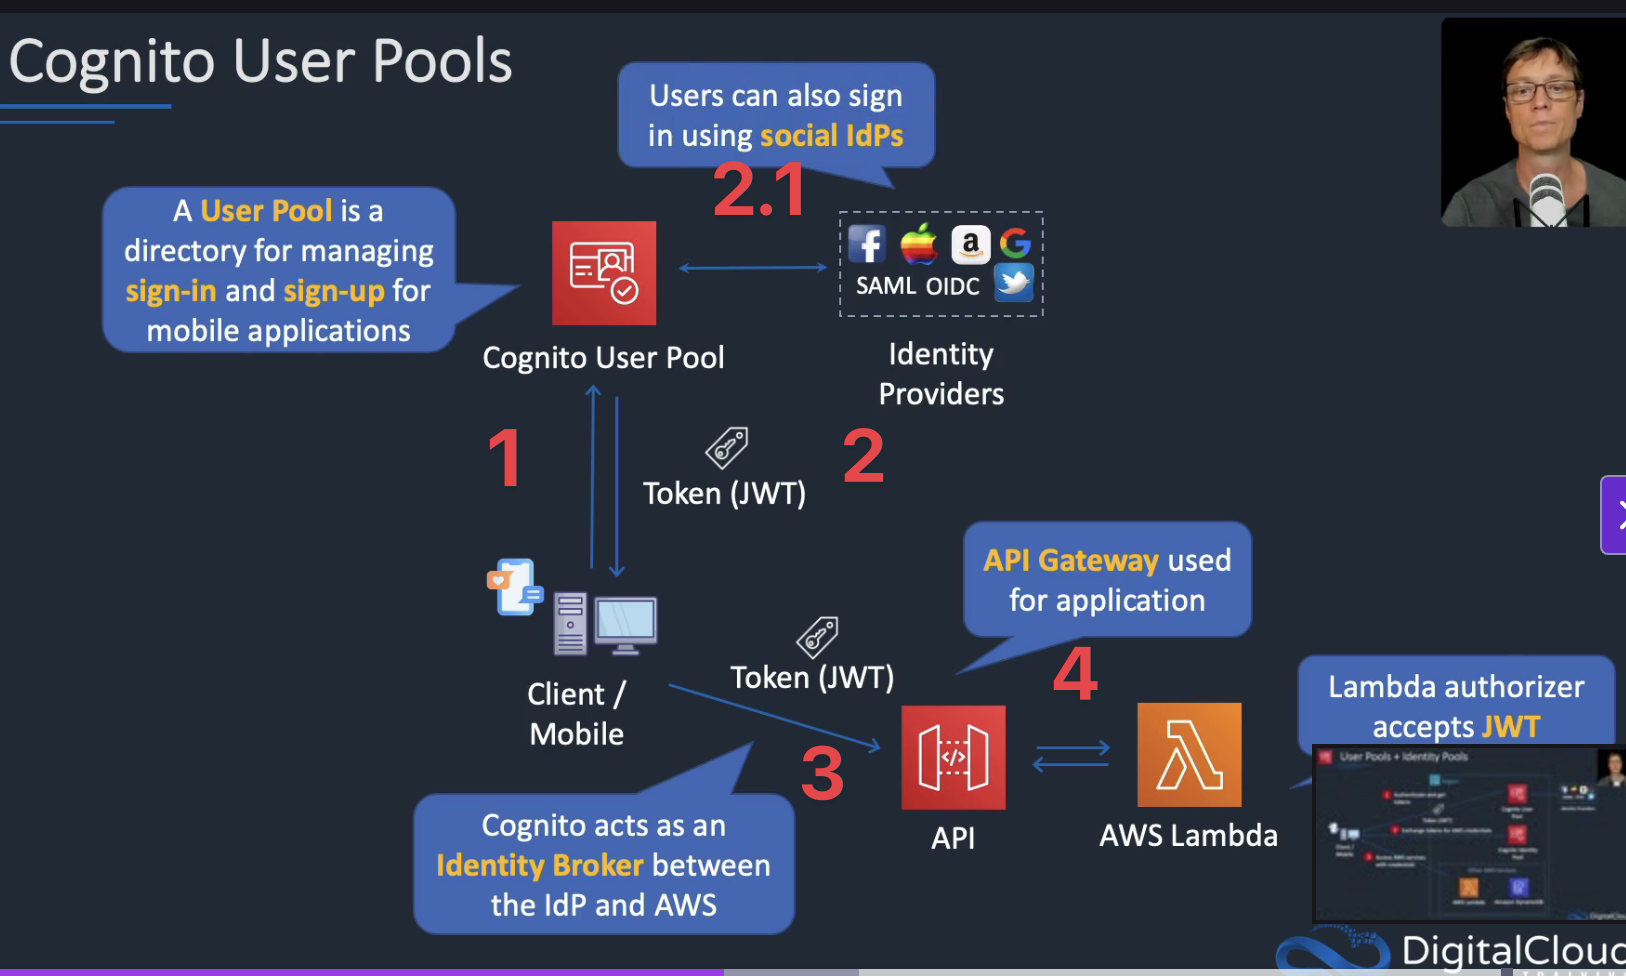 Cognito User Pools
Users can also sign
in using social IdPs
2.1
A User Pool is a
directory for managing
sign-in and sign-up for
mobile applications
a
SAML OIDC
Cognito User Pool
Identity
Providers
1
Token (JWT)
2
API Gateway used
for application
Token (JWT)
4
Client /
Mobile
3
Lambda authorizer
accepts JWT
</>
API
AWS Lambda
Cognito acts as an
Identity Broker between
the IdP and AWS
User Pools + Identity Pools
DigitalCloud